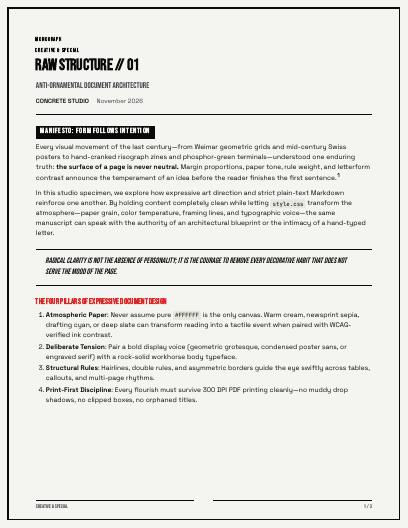 MONOGRAPH
CREATIVE & SPECIAL
RAW STRUCTURE // 01
ANTI-ORNAMENTAL DOCUMENT ARCHITECTURE
CONCRETE STUDIO November 2026
MANIFESTO: FORM FOLLOWS INTENTION
Every visual movement of the last century—from Weimar geometric grids and mid-century Swiss
posters to hand-cranked risograph zines and phosphor-green terminals—understood one enduring
truth: the surface of a page is never neutral. Margin proportions, paper tone, rule weight, and letterform
contrast announce the temperament of an idea before the reader finishes the first sentence.¶
In this studio specimen, we explore how expressive art direction and strict plain-text Markdown
reinforce one another. By holding content completely clean while letting style.css transform the
atmosphere—paper grain, color temperature, framing lines, and typographic voice—the same
manuscript can speak with the authority of an architectural blueprint or the intimacy of a hand-typed
letter.
RADICAL CLARITY IS NOT THE ABSENCE OF PERSONALITY; IT IS THE COURAGE TO REMOVE EVERY DECORATIVE HABIT THAT DOES NOT
SERVE THE MOOD OF THE PAGE.
THE FOUR PILLARS OF EXPRESSIVE DOCUMENT DESIGN
1. Atmospheric Paper: Never assume pure #FFFFFF is the only canvas. Warm cream, newsprint sepia,
drafting cyan, or deep slate can transform reading into a tactile event when paired with WCAG-
verified ink contrast.
2. Deliberate Tension: Pair a bold display voice (geometric grotesque, condensed poster sans, or
engraved serif) with a rock-solid workhorse body typeface.
3. Structural Rules: Hairlines, double rules, and asymmetric borders guide the eye swiftly across tables,
callouts, and multi-page rhythms.
4. Print-First Discipline: Every flourish must survive 300 DPI PDF printing cleanly—no muddy drop
shadows, no clipped boxes, no orphaned titles.
CREATIVE & SPECIAL
1 / 3